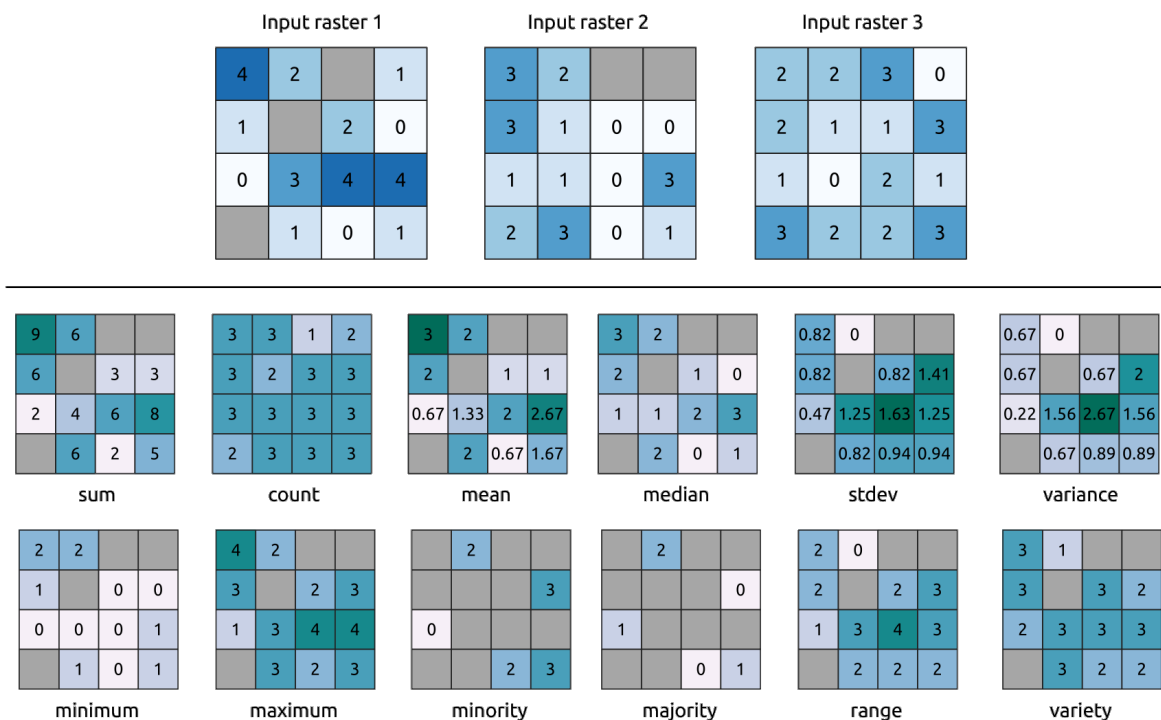 Input raster 1 Input raster 2 Input raster 3
4 2 1 3 2 2 2 3 0
1 2 0 3 1 0 0 2 1 1 3
0 3 4 4 1 1 0 3 1 0 2 1
1 0 1 2 3 0 1 3 2 2 3
9 6 3 3 1 2 3 2 3 2 0.82 0 0.67 0
6 3 3 3 2 3 3 2 1 1 2 1 0 0.82 0.82 1.41 0.67 0.67 2
2 4 6 8 3 3 3 3 0.67 1.33 2 2.67 1 1 2 3 0.47 1.25 1.63 1.25 0.22 1.56 2.67 1.56
6 2 5 2 3 3 3 2 0.67 1.67 2 0 1 0.82 0.94 0.94 0.67 0.89 0.89
sum count mean median stdev variance
2 2 4 2 2 2 2 0 3 1
1 0 0 3 2 3 3 0 2 2 3 3 3 2
0 0 0 1 1 3 4 4 0 1 1 3 4 3 2 3 3 3
1 0 1 3 2 3 2 3 0 1 2 2 2 3 2 2
minimum maximum minority majority range variety